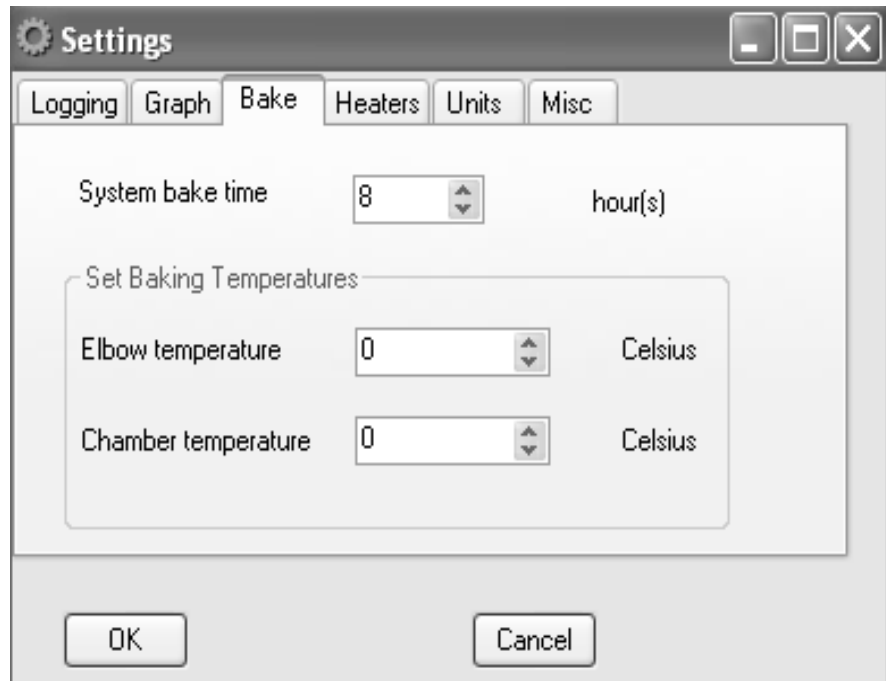 Settings
Logging Graph Bake Heaters Units Misc
System bake time 8 hour(s)
Set Baking Temperatures
Elbow temperature 0 Celsius
Chamber temperature 0 Celsius
OK Cancel